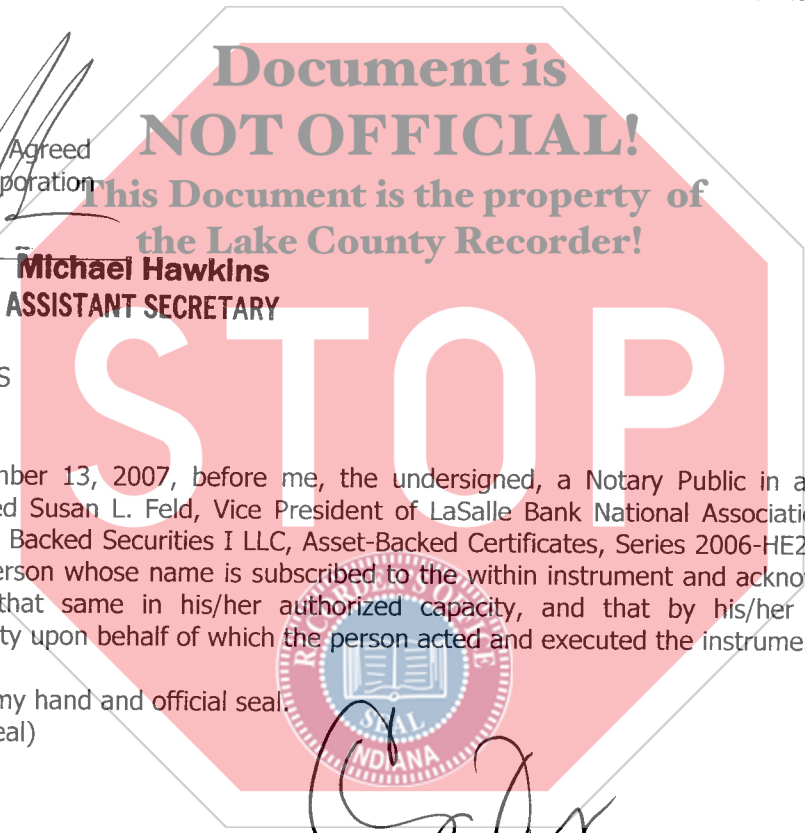 Document is
NOT OFFICIAL!
Agreed
poration
This Document is the property of
the Lake County Recorder!
Michael Hawkins
ASSISTANT SECRETARY
STOP
S
nber 13, 2007, before me, the undersigned, a Notary Public in a
ed Susan L. Feld, Vice President of LaSalle Bank National Associati
Backed Securities I LLC, Asset-Backed Certificates, Series 2006-HE2
erson whose name is subscribed to the within instrument and ackno
that same in his/her authorized capacity, and that by his/her
ty upon behalf of which the person acted and executed the instrume
my hand and official seal.
eal)
RECORDER'S OFFICE
SEAL
INDIANA